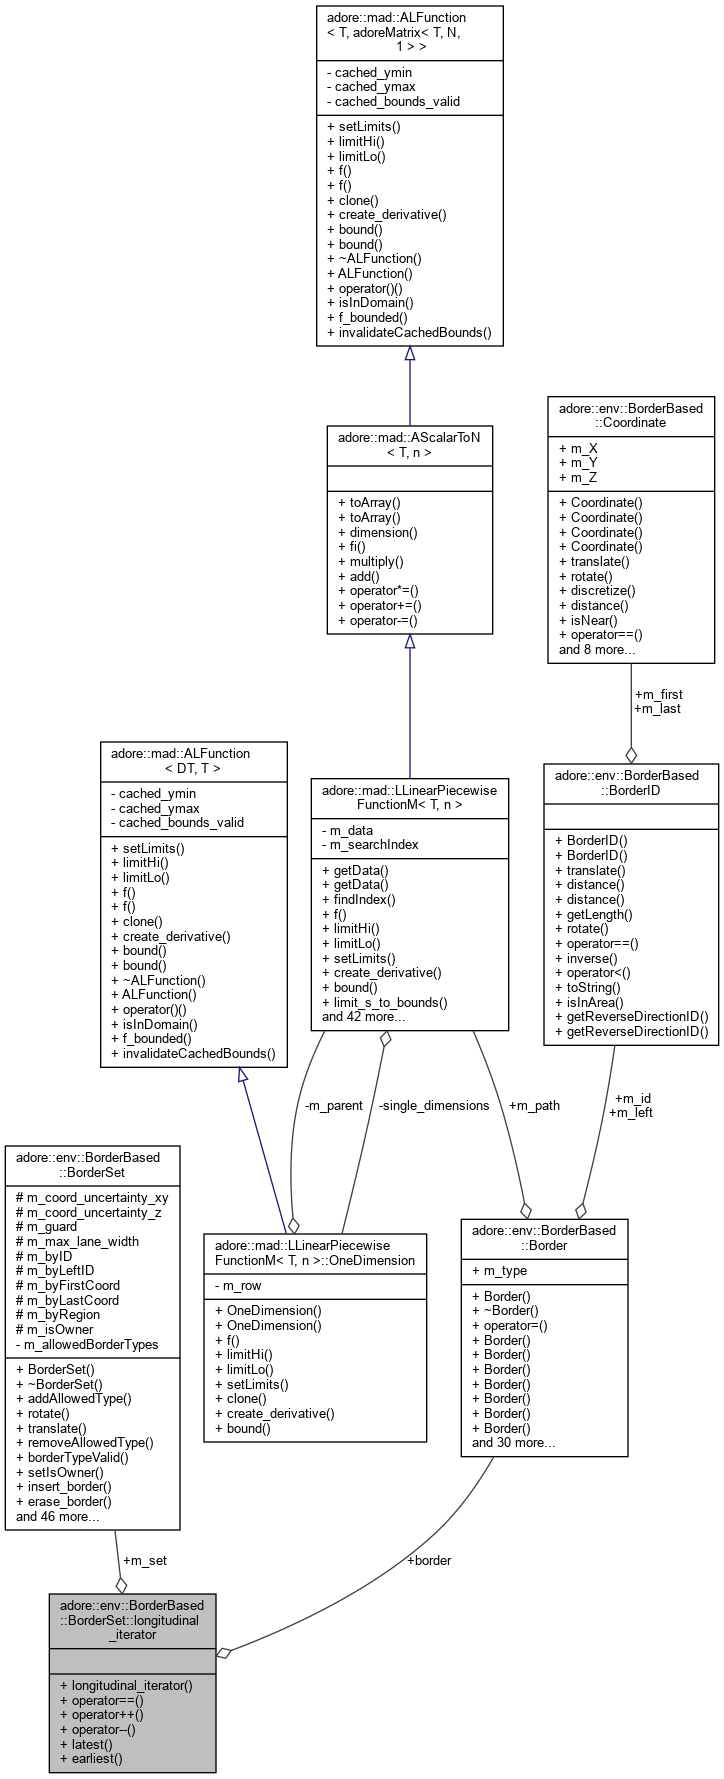 adore::mad::ALFunction
< T, adoreMatrix< T, N,
1 > >
- cached_ymin
- cached_ymax
- cached_bounds_valid
+ setLimits()
+ limitHi()
+ limitLo()
+ f()
+ f()
+ clone()
+ create_derivative()
+ bound()
+ bound()
+ ~ALFunction()
+ ALFunction()
+ operator()()
+ isInDomain()
+ f_bounded()
+ invalidateCachedBounds()
adore::mad::AScalarToN
< T, n >
+ toArray()
+ toArray()
+ dimension()
+ fi()
+ multiply()
+ add()
+ operator*=()
+ operator+=()
+ operator-=()
adore::env::BorderBased
::Coordinate
+ m_X
+ m_Y
+ m_Z
+ Coordinate()
+ Coordinate()
+ Coordinate()
+ Coordinate()
+ translate()
+ rotate()
+ discretize()
+ distance()
+ isNear()
+ operator==()
and 8 more...
+m_first
+m_last
adore::mad::ALFunction
< DT, T >
- cached_ymin
- cached_ymax
- cached_bounds_valid
+ setLimits()
+ limitHi()
+ limitLo()
+ f()
+ f()
+ clone()
+ create_derivative()
+ bound()
+ bound()
+ ~ALFunction()
+ ALFunction()
+ operator()()
+ isInDomain()
+ f_bounded()
+ invalidateCachedBounds()
adore::mad::LLinearPiecewise
FunctionM< T, n >
- m_data
- m_searchIndex
+ getData()
+ getData()
+ findIndex()
+ f()
+ limitHi()
+ limitLo()
+ setLimits()
+ create_derivative()
+ bound()
+ limit_s_to_bounds()
and 42 more...
adore::env::BorderBased
::BorderID
+ BorderID()
+ BorderID()
+ translate()
+ distance()
+ distance()
+ getLength()
+ rotate()
+ operator==()
+ inverse()
+ operator<()
+ toString()
+ isInArea()
+ getReverseDirectionID()
+ getReverseDirectionID()
-m_parent
-single_dimensions
+m_path
+m_id
+m_left
adore::env::BorderBased
::BorderSet
# m_coord_uncertainty_xy
# m_coord_uncertainty_z
# m_guard
# m_max_lane_width
# m_byID
# m_byLeftID
# m_byFirstCoord
# m_byLastCoord
# m_byRegion
# m_isOwner
- m_allowedBorderTypes
+ BorderSet()
+ ~BorderSet()
+ addAllowedType()
+ rotate()
+ translate()
+ removeAllowedType()
+ borderTypeValid()
+ setIsOwner()
+ insert_border()
+ erase_border()
and 46 more...
adore::mad::LLinearPiecewise
FunctionM< T, n >::OneDimension
- m_row
+ OneDimension()
+ OneDimension()
+ f()
+ limitHi()
+ limitLo()
+ setLimits()
+ clone()
+ create_derivative()
+ bound()
adore::env::BorderBased
::Border
+ m_type
+ Border()
+ ~Border()
+ operator=()
+ Border()
+ Border()
+ Border()
+ Border()
+ Border()
+ Border()
+ Border()
and 30 more...
+m_set
+border
adore::env::BorderBased
::BorderSet::longitudinal
_iterator
+ longitudinal_iterator()
+ operator==()
+ operator++()
+ operator--()
+ latest()
+ earliest()